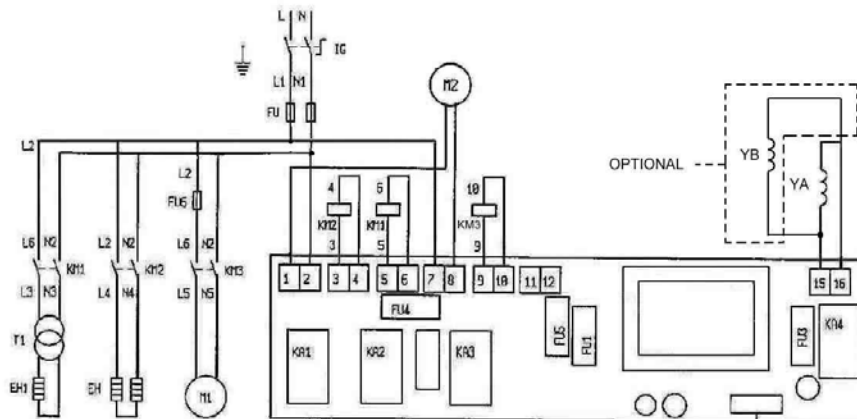 L N
IG
L1 N1
M2
FU
L2
OPTIONAL
YB
YA
L2
FU6
4 6 10
KM2 KM1 KM3
3 5 9
L6 N2 L2 N2 L6 N2
KM1 KM2 KM3
L3 N3 L4 N4 L5 N5
1 2 3 4 5 6 7 8 9 10 11 12 15 16
FU4
T1
KA1 KA2 KA3 FU5 FU1 FU3 KA4
EH1 EH M1